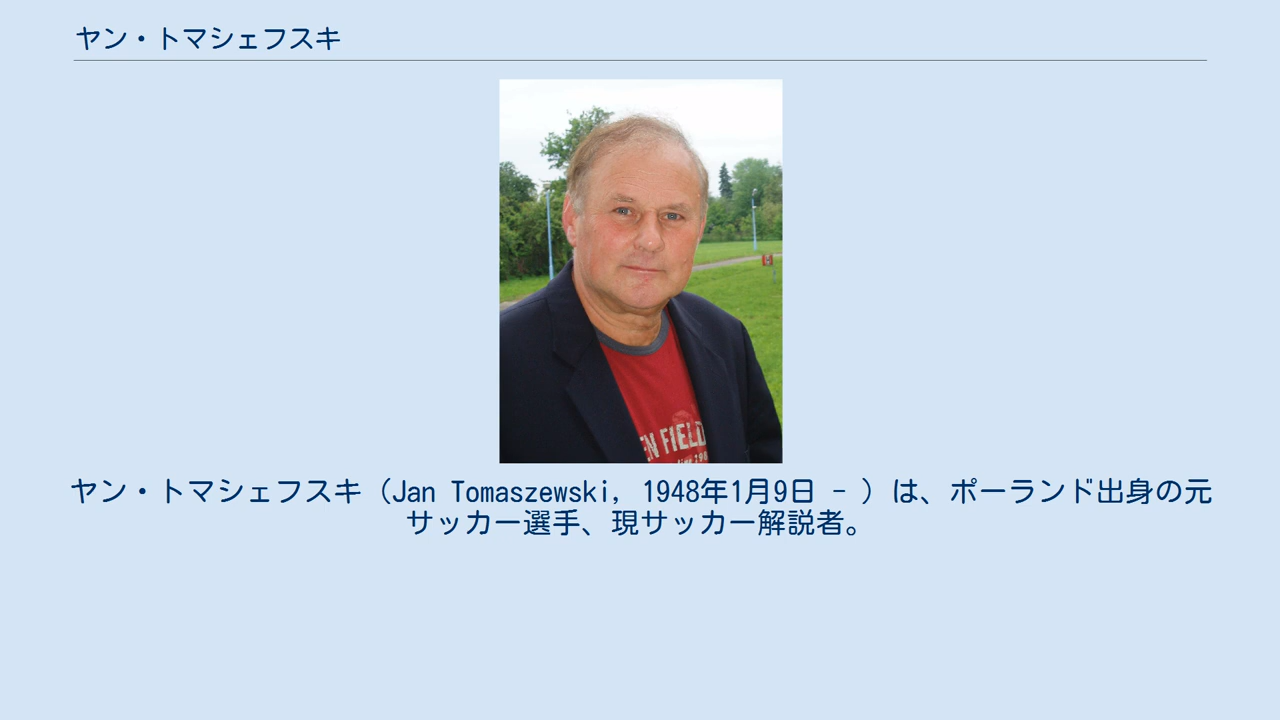 ヤン・トマシェフスキ
EN FIELD
ヤン・トマシェフスキ（Jan Tomaszewski, 1948年1月9日 - ）は、ポーランド出身の元
サッカー選手、現サッカー解説者。